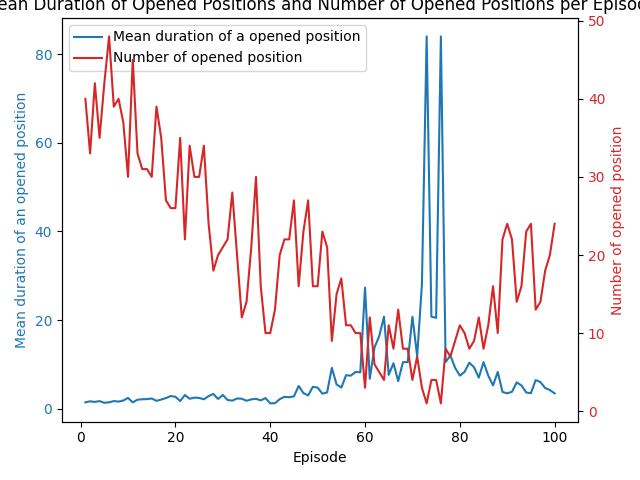 ean Duration of Opened Positions and Number of Opened Positions per Episod
Mean duration of a opened position
Number of opened position
Mean duration of an opened position
0
20
40
60
80
Number of opened position
0
10
20
30
40
50
0 20 40 60 80 100
Episode